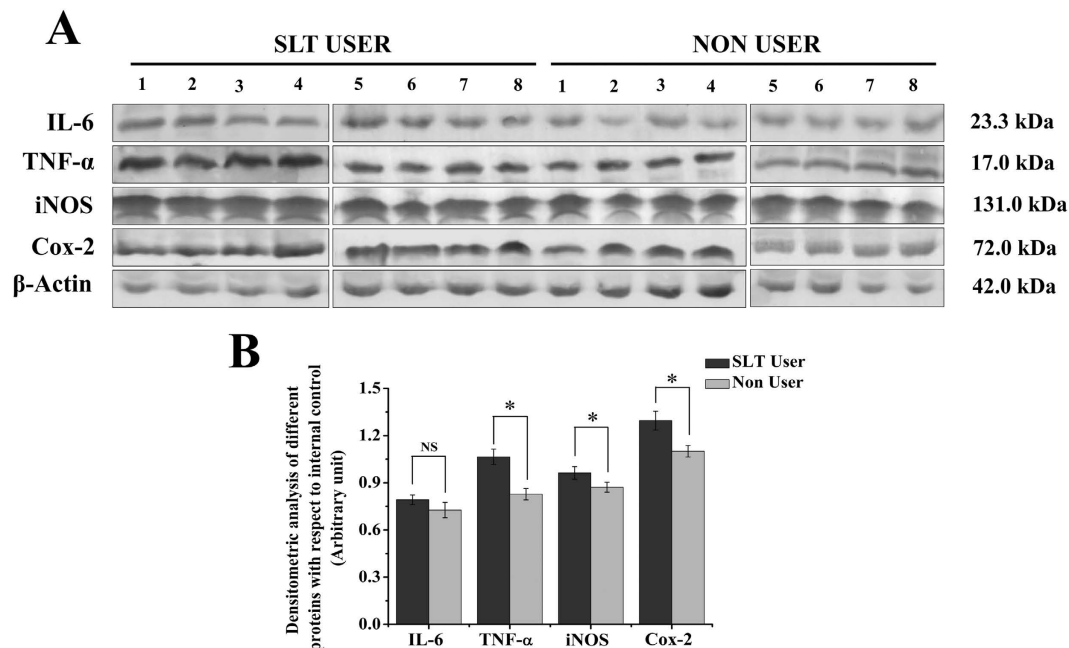 A
SLT USER NON USER
1 2 3 4 5 6 7 8 1 2 3 4 5 6 7 8
IL-6 23.3 kDa
TNF-α 17.0 kDa
iNOS 131.0 kDa
Cox-2 72.0 kDa
β-Actin 42.0 kDa
B
SLT User
Non User
Densitometric analysis of different
proteins with respect to internal control
(Arbitrary unit)
1.5
1.2
0.9
0.6
0.3
0.0
NS * * *
IL-6 TNF-α iNOS Cox-2